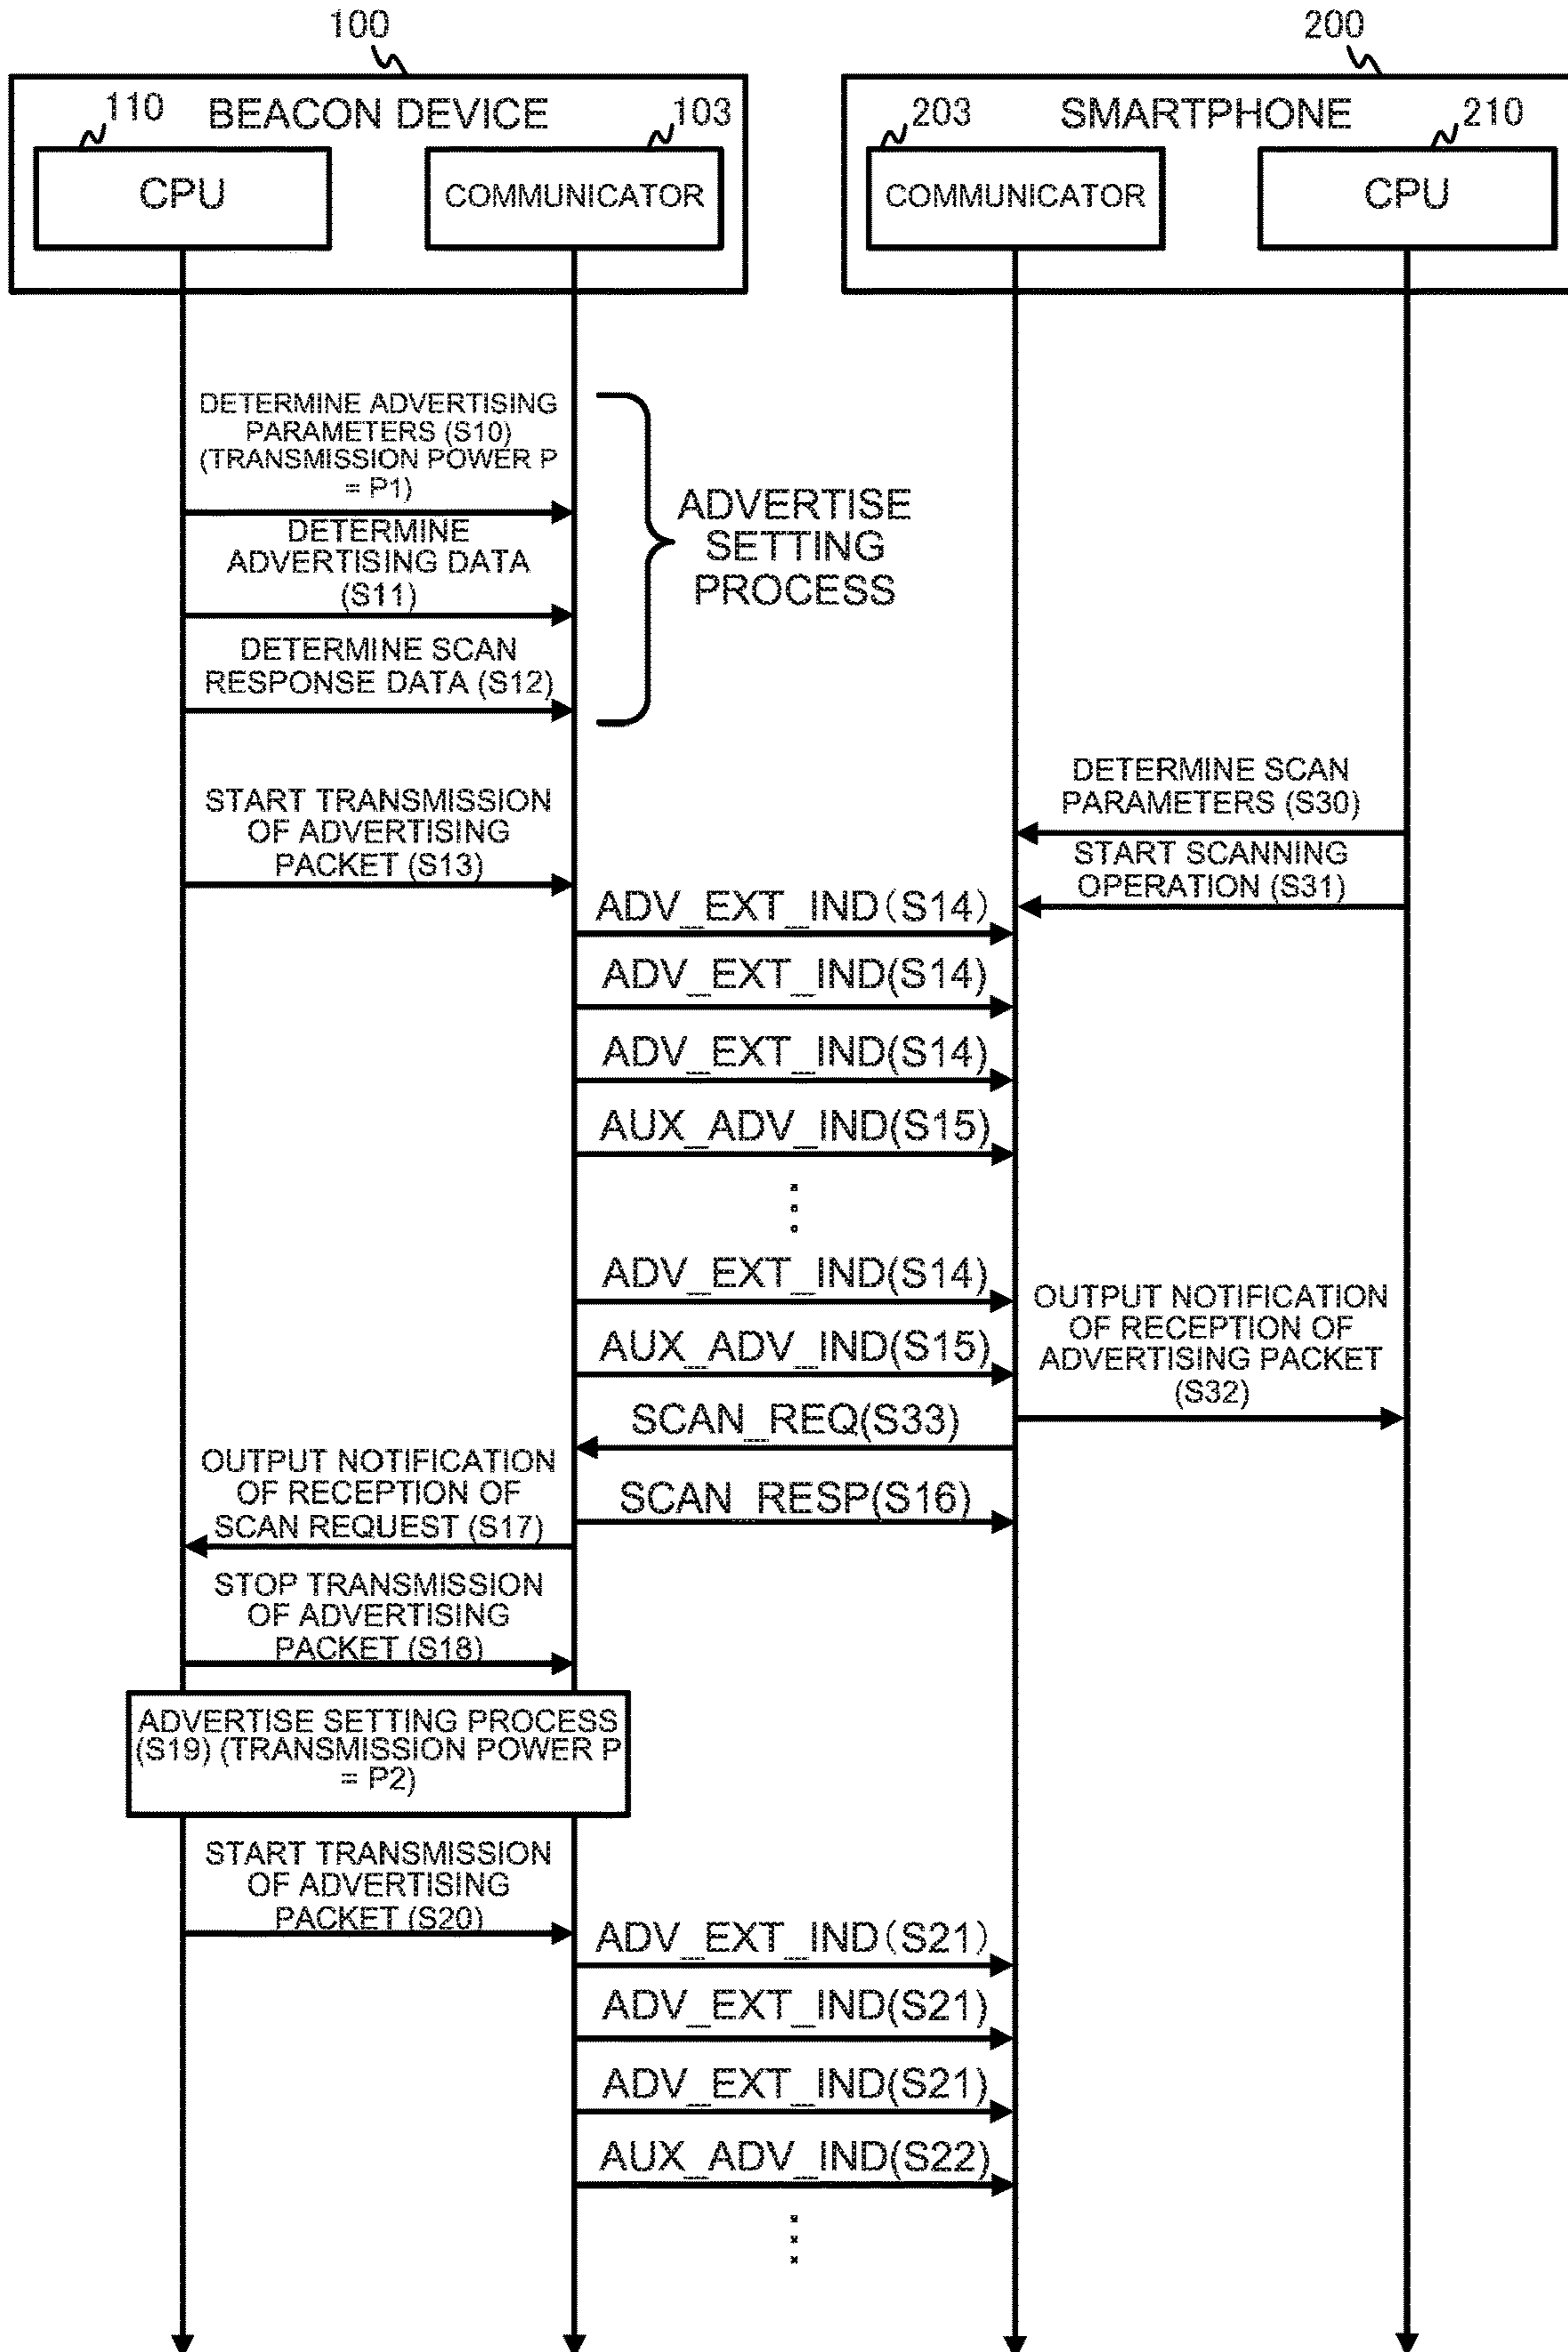 100
200
110
BEACON DEVICE
103
203
SMARTPHONE
210
CPU
COMMUNICATOR
COMMUNICATOR
CPU
DETERMINE ADVERTISING
PARAMETERS (S10)
(TRANSMISSION POWER P
= P1)
DETERMINE
ADVERTISING DATA
(S11)
DETERMINE SCAN
RESPONSE DATA (S12)
ADVERTISE
SETTING
PROCESS
DETERMINE SCAN
PARAMETERS (S30)
START TRANSMISSION
OF ADVERTISING
PACKET (S13)
START SCANNING
OPERATION (S31)
ADV_EXT_IND (S14)
ADV_EXT_IND(S14)
ADV_EXT_IND(S14)
AUX_ADV_IND(S15)
ADV_EXT_IND(S14)
AUX_ADV_IND(S15)
OUTPUT NOTIFICATION
OF RECEPTION OF
ADVERTISING PACKET
(S32)
SCAN_REQ(S33)
SCAN_RESP(S16)
OUTPUT NOTIFICATION
OF RECEPTION OF
SCAN REQUEST (S17)
STOP TRANSMISSION
OF ADVERTISING
PACKET (S18)
ADVERTISE SETTING PROCESS
(S19) (TRANSMISSION POWER P
= P2)
START TRANSMISSION
OF ADVERTISING
PACKET (S20)
ADV_EXT_IND (S21)
ADV_EXT_IND(S21)
ADV_EXT_IND(S21)
AUX_ADV_IND(S22)